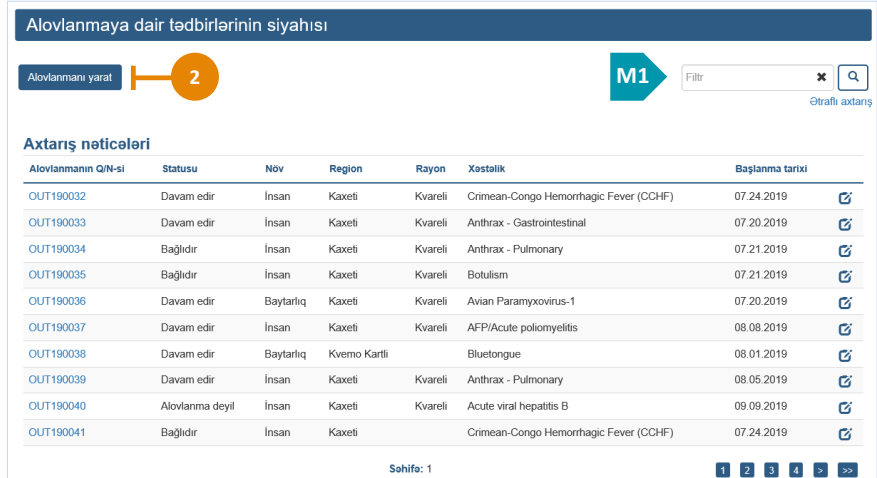 Alovlanmaya dair tədbirlərinin siyahısı
Alovlanmanı yarat 2 M1 Filtr
Ətraflı axtarış
Axtarış nəticələri
Alovlanmanın Q/N-si Statusu Növ Region Rayon Xəstəlik Başlanma tarixi
OUT190032 Davam edir İnsan Kaxeti Kvareli Crimean-Congo Hemorrhagic Fever (CCHF) 07.24.2019
OUT190033 Davam edir İnsan Kaxeti Kvareli Anthrax - Gastrointestinal 07.20.2019
OUT190034 Bağlıdır İnsan Kaxeti Kvareli Anthrax - Pulmonary 07.21.2019
OUT190035 Bağlıdır İnsan Kaxeti Kvareli Botulism 07.21.2019
OUT190036 Davam edir Baytarlıq Kaxeti Kvareli Avian Paramyxovirus-1 07.20.2019
OUT190037 Davam edir İnsan Kaxeti Kvareli AFP/Acute poliomyelitis 08.08.2019
OUT190038 Davam edir Baytarlıq Kvemo Kartli Bluetongue 08.01.2019
OUT190039 Davam edir İnsan Kaxeti Kvareli Anthrax - Pulmonary 08.05.2019
OUT190040 Alovlanma deyil İnsan Kaxeti Kvareli Acute viral hepatitis B 09.09.2019
OUT190041 Bağlıdır İnsan Kaxeti Crimean-Congo Hemorrhagic Fever (CCHF) 07.24.2019
Səhifə: 1 1 2 3 4 > >>